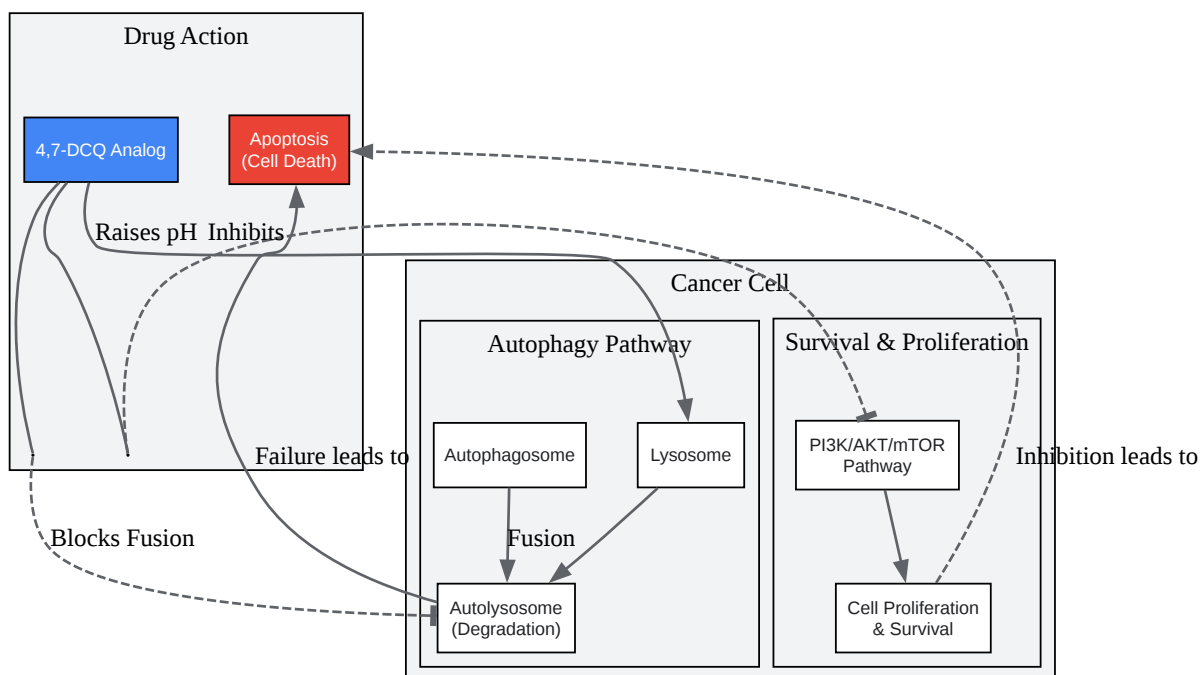 Drug Action
4,7-DCQ Analog
Apoptosis
(Cell Death)
Raises pH
Inhibits
Cancer Cell
Autophagy Pathway
Survival & Proliferation
Autophagosome
Lysosome
PI3K/AKT/mTOR
Pathway
Failure leads to
Inhibition leads to
Blocks Fusion
Fusion
Autolysosome
(Degradation)
Cell Proliferation
& Survival